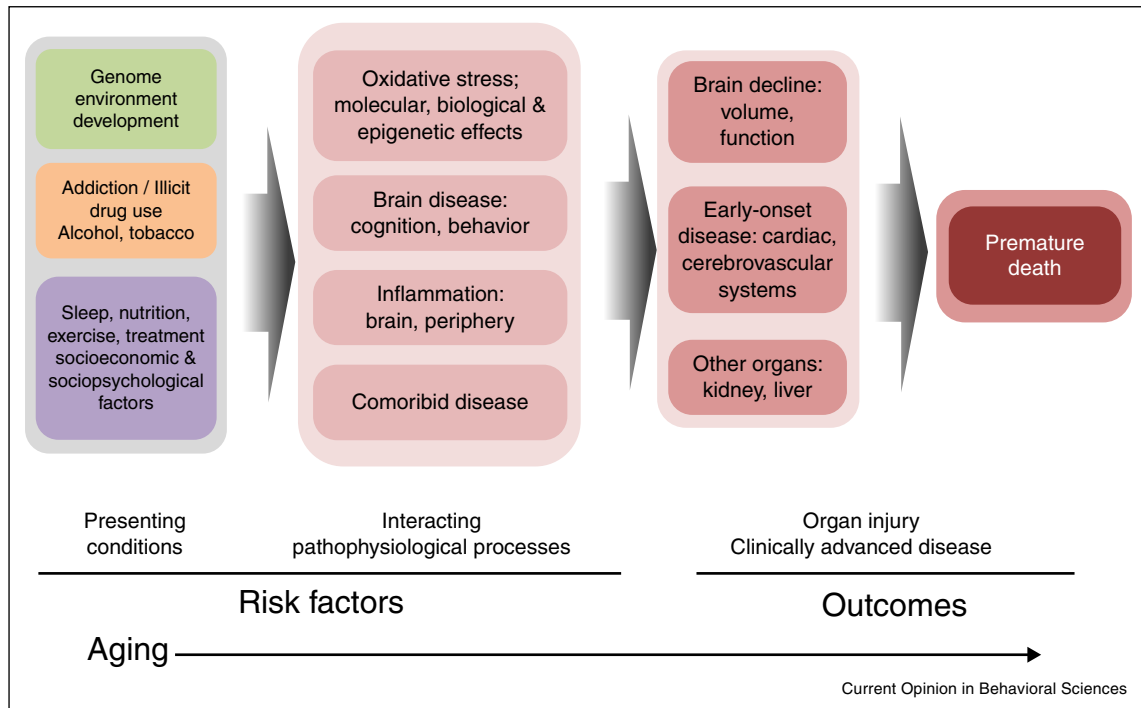 Genome
environment
development
Addiction / Illicit
drug use
Alcohol, tobacco
Sleep, nutrition,
exercise, treatment
socioeconomic &
sociopsychological
factors
Oxidative stress;
molecular, biological &
epigenetic effects
Brain disease:
cognition, behavior
Inflammation:
brain, periphery
Comoribid disease
Brain decline:
volume,
function
Early-onset
disease: cardiac,
cerebrovascular
systems
Other organs:
kidney, liver
Premature
death
Presenting
conditions
Interacting
pathophysiological processes
Organ injury
Clinically advanced disease
Risk factors
Outcomes
Aging
Current Opinion in Behavioral Sciences